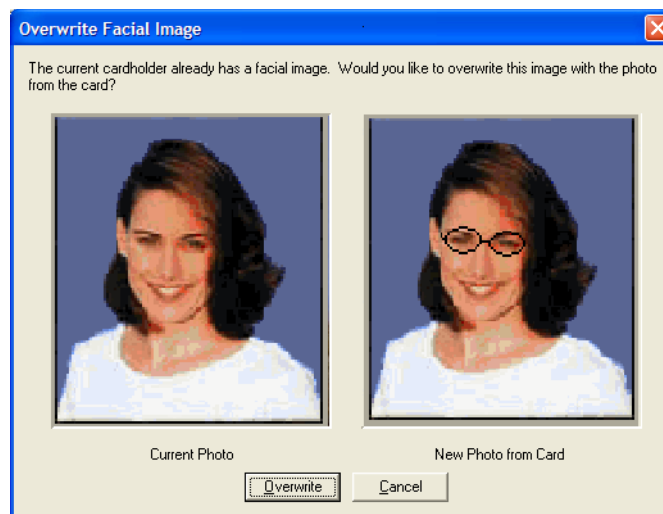 Overwrite Facial Image
The current cardholder already has a facial image.  Would you like to overwrite this image with the photo
from the card?
Current Photo
New Photo from Card
Overwrite
Cancel